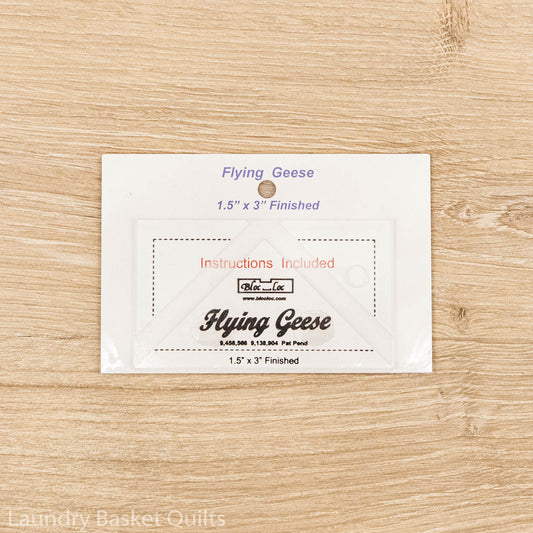 Flying Geese
1.5" x 3" Finished
Instructions Included
Bloc Loc
www.blocloc.com
Flying Geese
9,458,566 9,138,904 Pat Pend
1.5" x 3" Finished
Laundry Basket Quilts